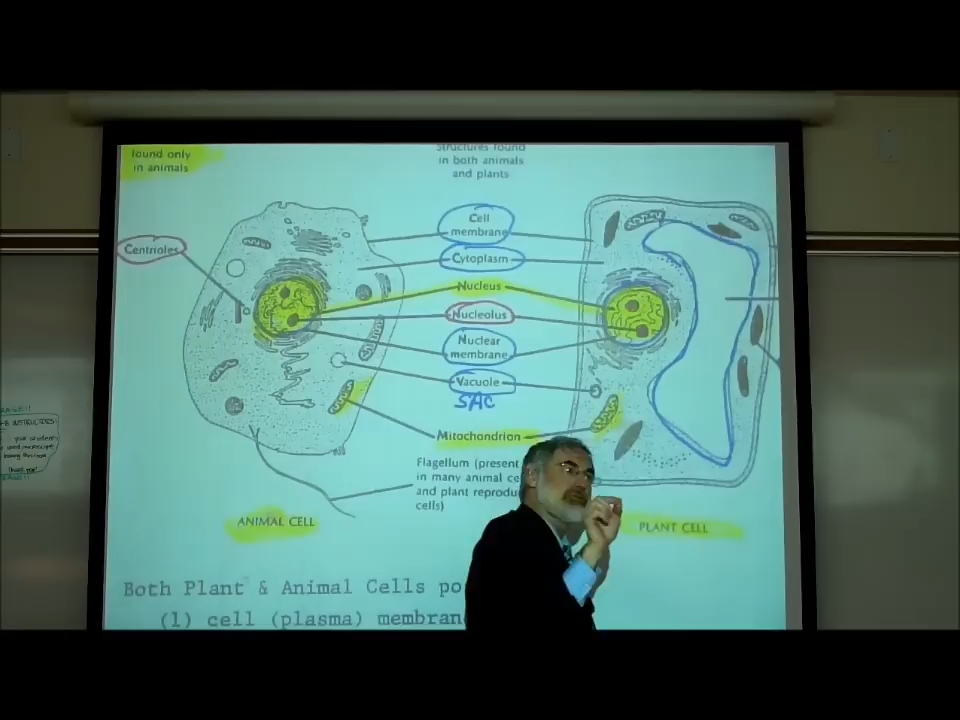 found only
in animals
Structures found
in both animals
and plants
Centrioles
Cell
membrane
Cytoplasm
Nucleus
Nucleolus
Nuclear
membrane
Vacuole
SAC
Mitochondrion
Flagellum (present
in many animal ce
and plant reprodu
cells)
ANIMAL CELL
PLANT CELL
Both Plant & Animal Cells po
(1) cell (plasma) membran